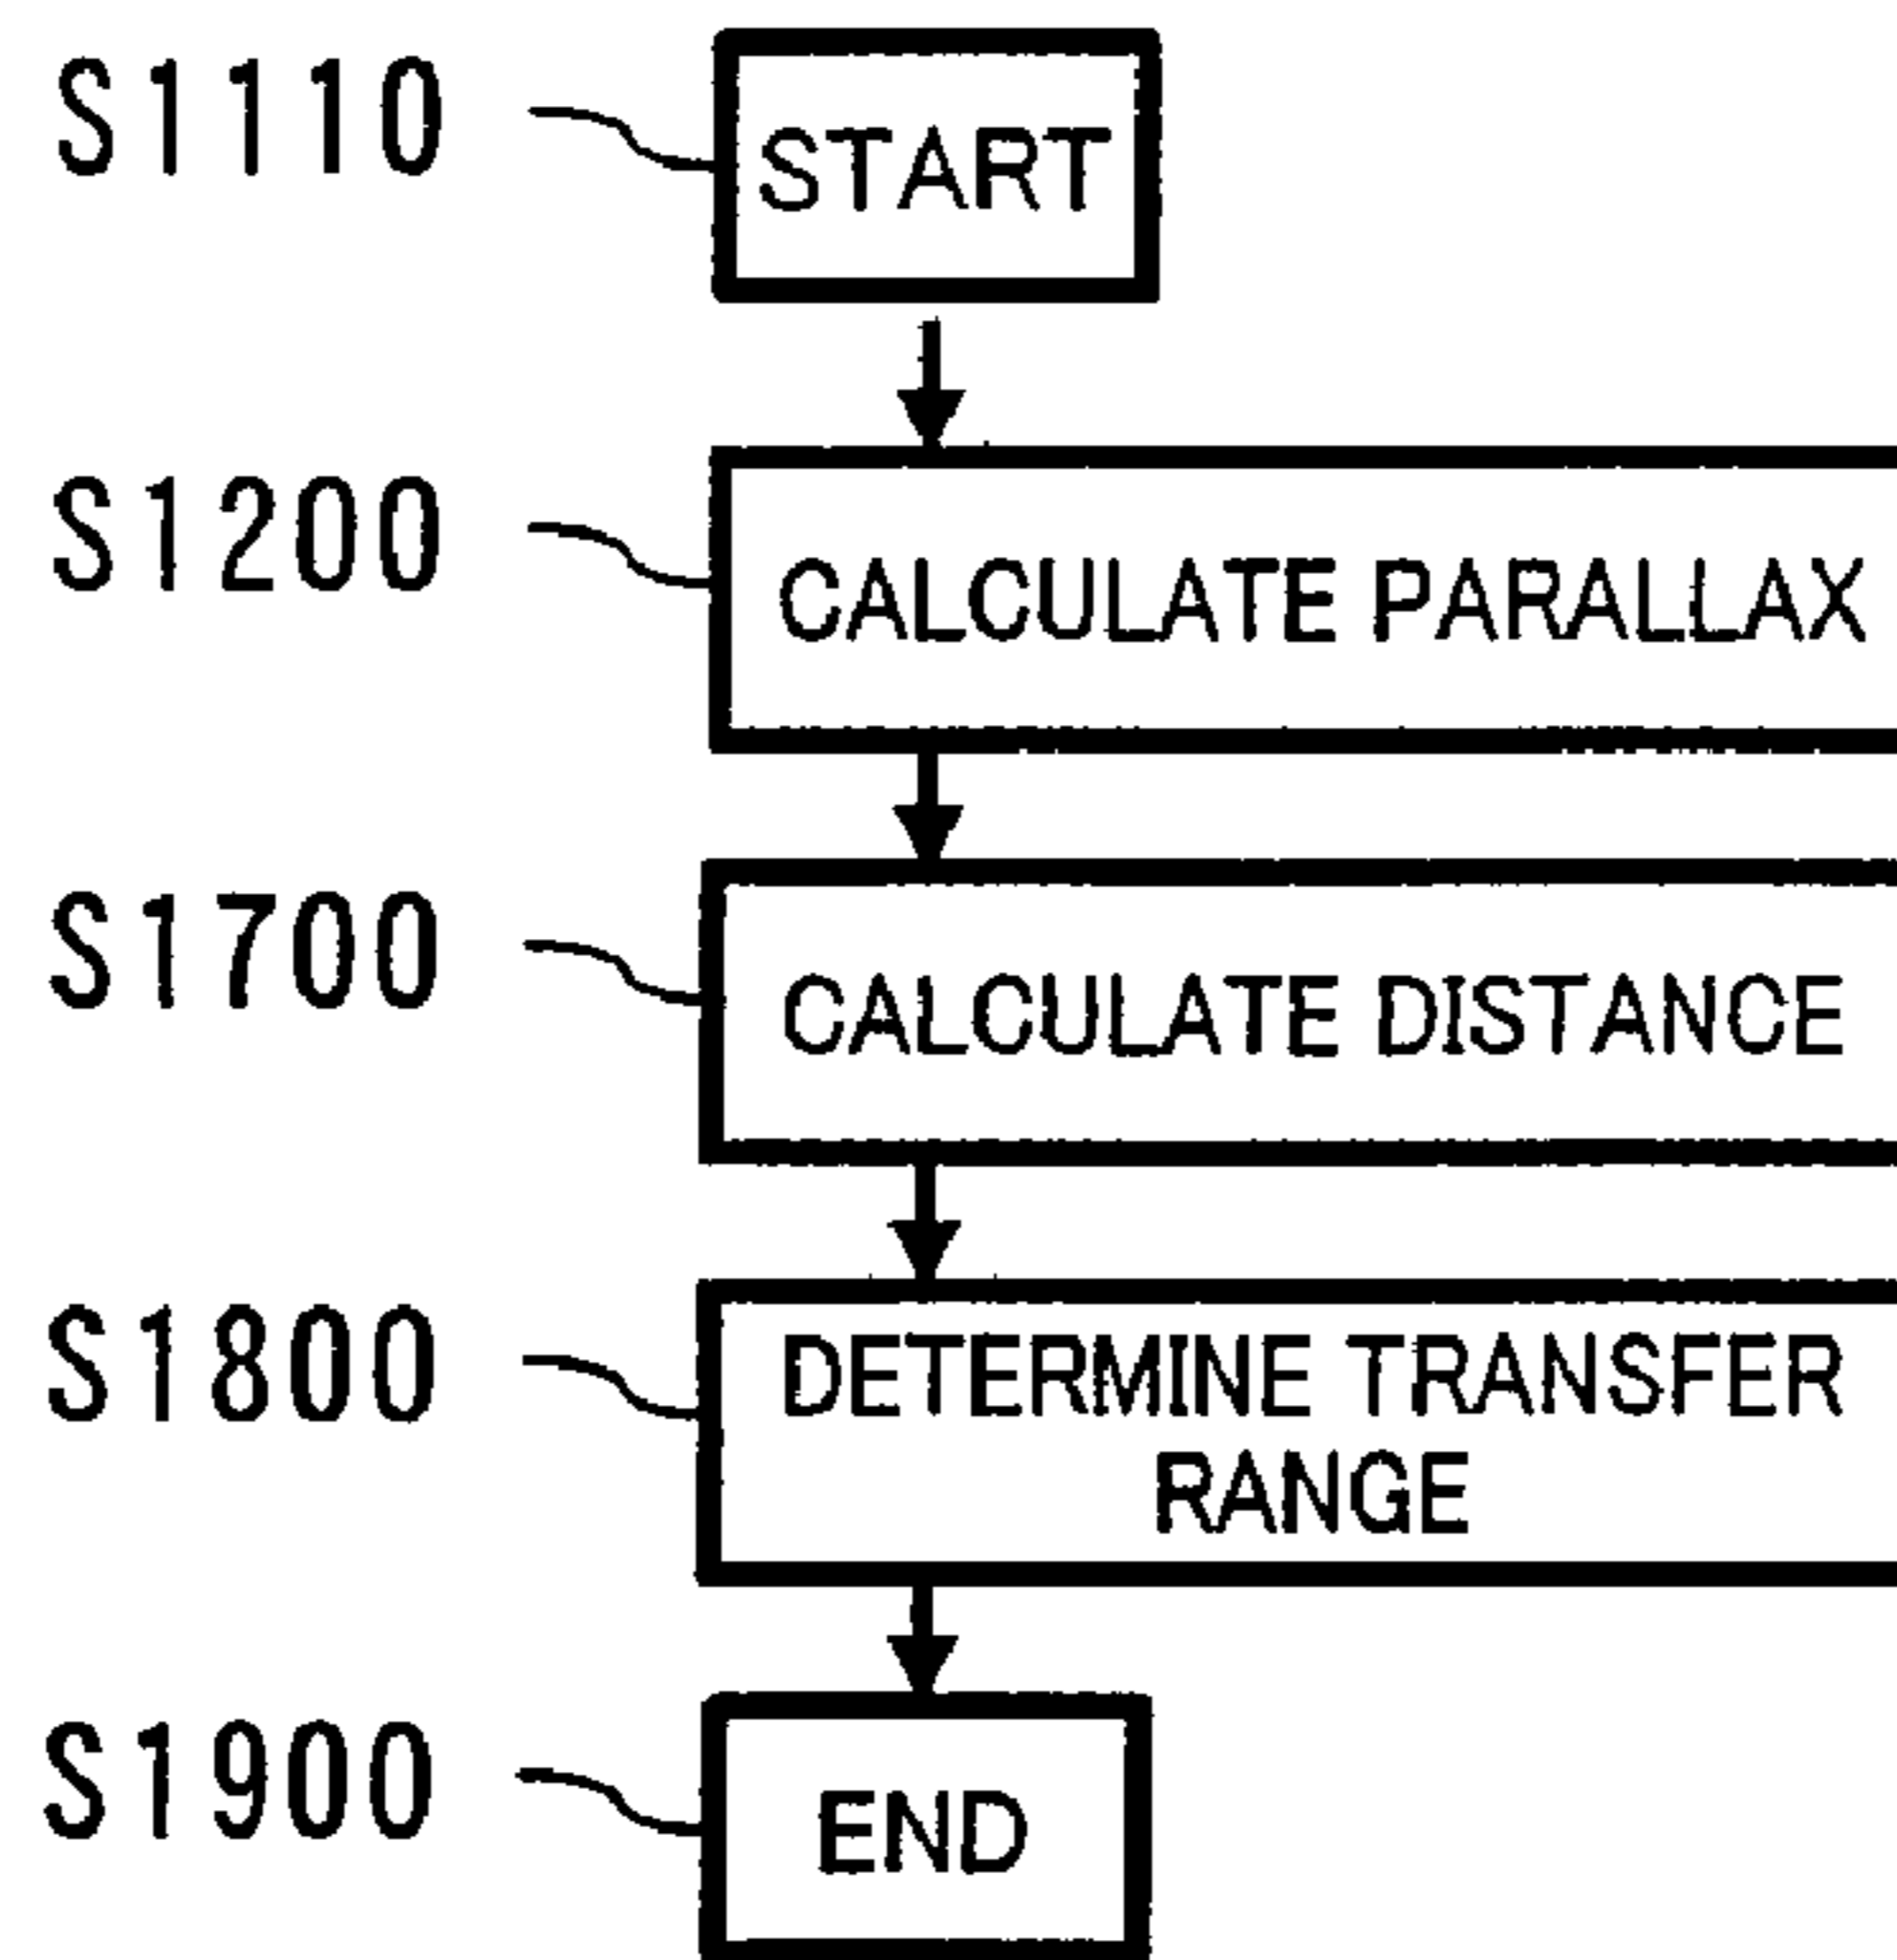 S1110
START
S1200
CALCULATE PARALLAX
S1700
CALCULATE DISTANCE
S1800
DETERMINE TRANSFER
RANGE
S1900
END